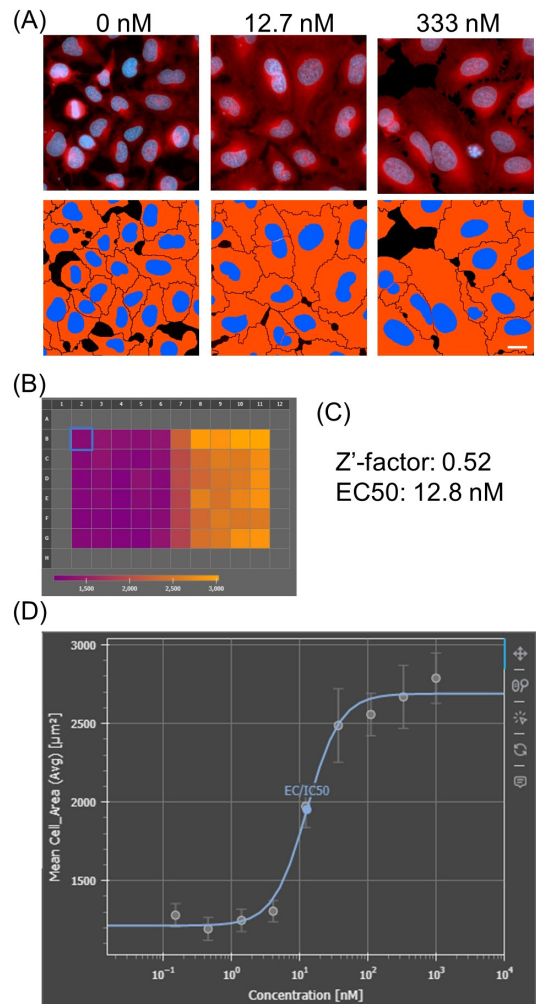 (A)
0 nM 12.7 nM 333 nM
(B)
1 2 3 4 5 6 7 8 9 10 11 12
A
B
C
D
E
F
G
H
1,500 2,000 2,500 3,000
(C)
Z’-factor: 0.52
EC50: 12.8 nM
(D)
3000
2500
2000
1500
Mean Cell_Area (Avg) [µm²]
EC/IC50
10⁻¹ 10⁰ 10¹ 10² 10³ 10⁴
Concentration [nM]